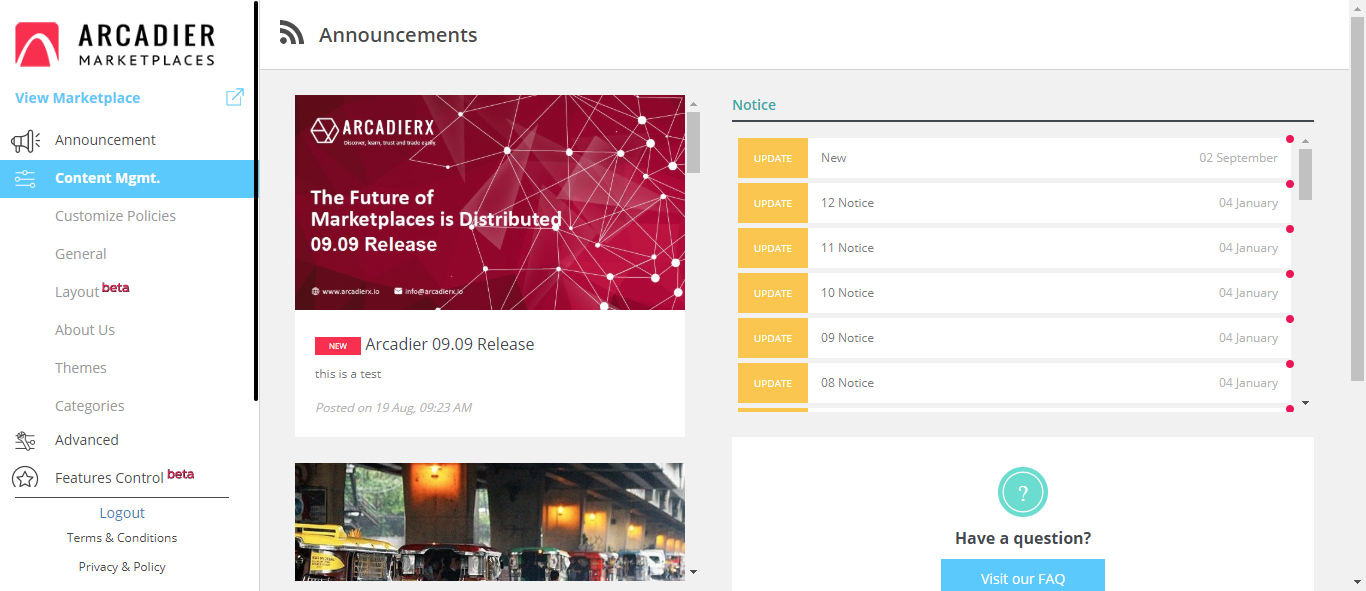 ARCADIER
MARKETPLACES
View Marketplace
Announcement
Content Mgmt.
Customize Policies
General
Layout beta
About Us
Themes
Categories
Advanced
Features Control beta
Logout
Terms & Conditions
Privacy & Policy
Announcements
ARCADIERX
Discover, learn, trust and trade easily.
The Future of
Marketplaces is Distributed
09.09 Release
www.arcadierx.io info@arcadierx.io
NEW Arcadier 09.09 Release
this is a test
Posted on 19 Aug, 09:23 AM
Notice
UPDATE New 02 September
UPDATE 12 Notice 04 January
UPDATE 11 Notice 04 January
UPDATE 10 Notice 04 January
UPDATE 09 Notice 04 January
UPDATE 08 Notice 04 January
?
Have a question?
Visit our FAQ